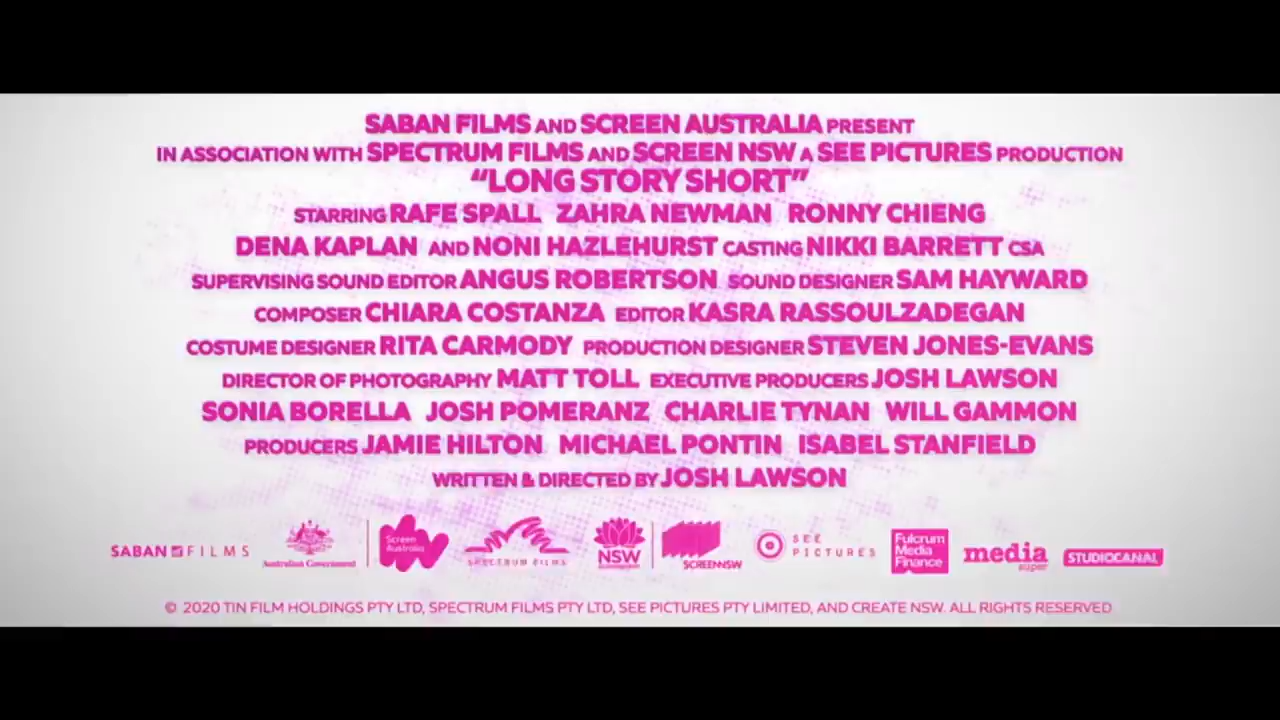 SABAN FILMS AND SCREEN AUSTRALIA PRESENT
IN ASSOCIATION WITH SPECTRUM FILMS AND SCREEN NSW A SEE PICTURES PRODUCTION
“LONG STORY SHORT”
STARRING RAFE SPALL ZAHRA NEWMAN RONNY CHIENG
DENA KAPLAN AND NONI HAZLEHURST CASTING NIKKI BARRETT CSA
SUPERVISING SOUND EDITOR ANGUS ROBERTSON SOUND DESIGNER SAM HAYWARD
COMPOSER CHIARA COSTANZA EDITOR KASRA RASSOULZADEGAN
COSTUME DESIGNER RITA CARMODY PRODUCTION DESIGNER STEVEN JONES-EVANS
DIRECTOR OF PHOTOGRAPHY MATT TOLL EXECUTIVE PRODUCERS JOSH LAWSON
SONIA BORELLA JOSH POMERANZ CHARLIE TYNAN WILL GAMMON
PRODUCERS JAMIE HILTON MICHAEL PONTIN ISABEL STANFIELD
WRITTEN & DIRECTED BY JOSH LAWSON
SABAN FILMS
Australian Government
Screen
Australia
SPECTRUM FILMS
NSW
SCREENNSW
SEE
PICTURES
Fulcrum
Media
Finance
media
super
STUDIOCANAL
© 2020 TIN FILM HOLDINGS PTY LTD, SPECTRUM FILMS PTY LTD, SEE PICTURES PTY LIMITED, AND CREATE NSW. ALL RIGHTS RESERVED